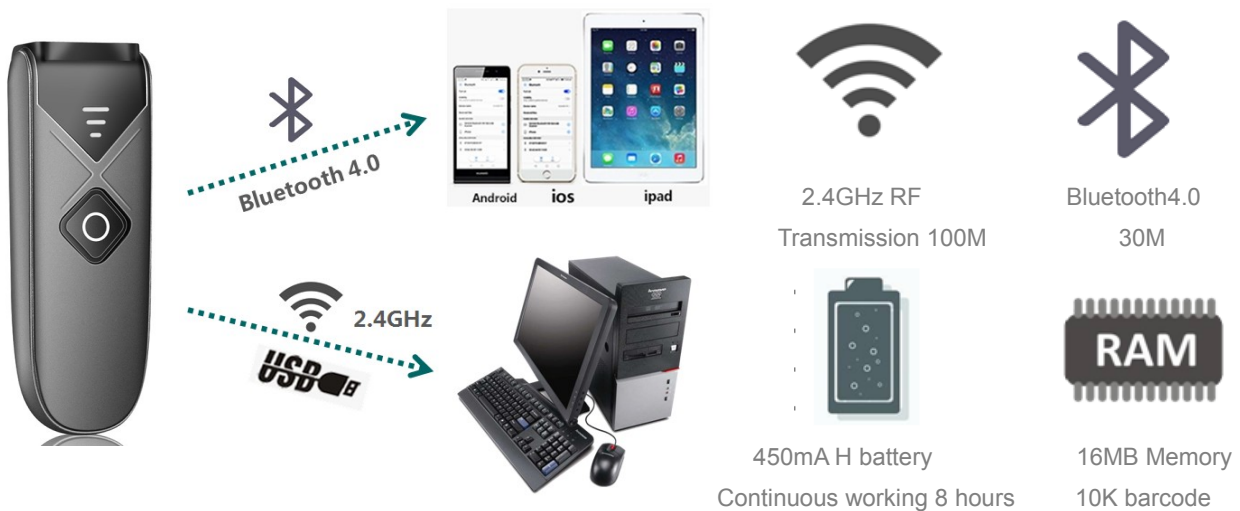 Bluetooth 4.0
Android
ios
ipad
2.4GHz
USB
2.4GHz RF
Transmission 100M
Bluetooth4.0
30M
450mA H battery
Continuous working 8 hours
RAM
16MB Memory
10K barcode